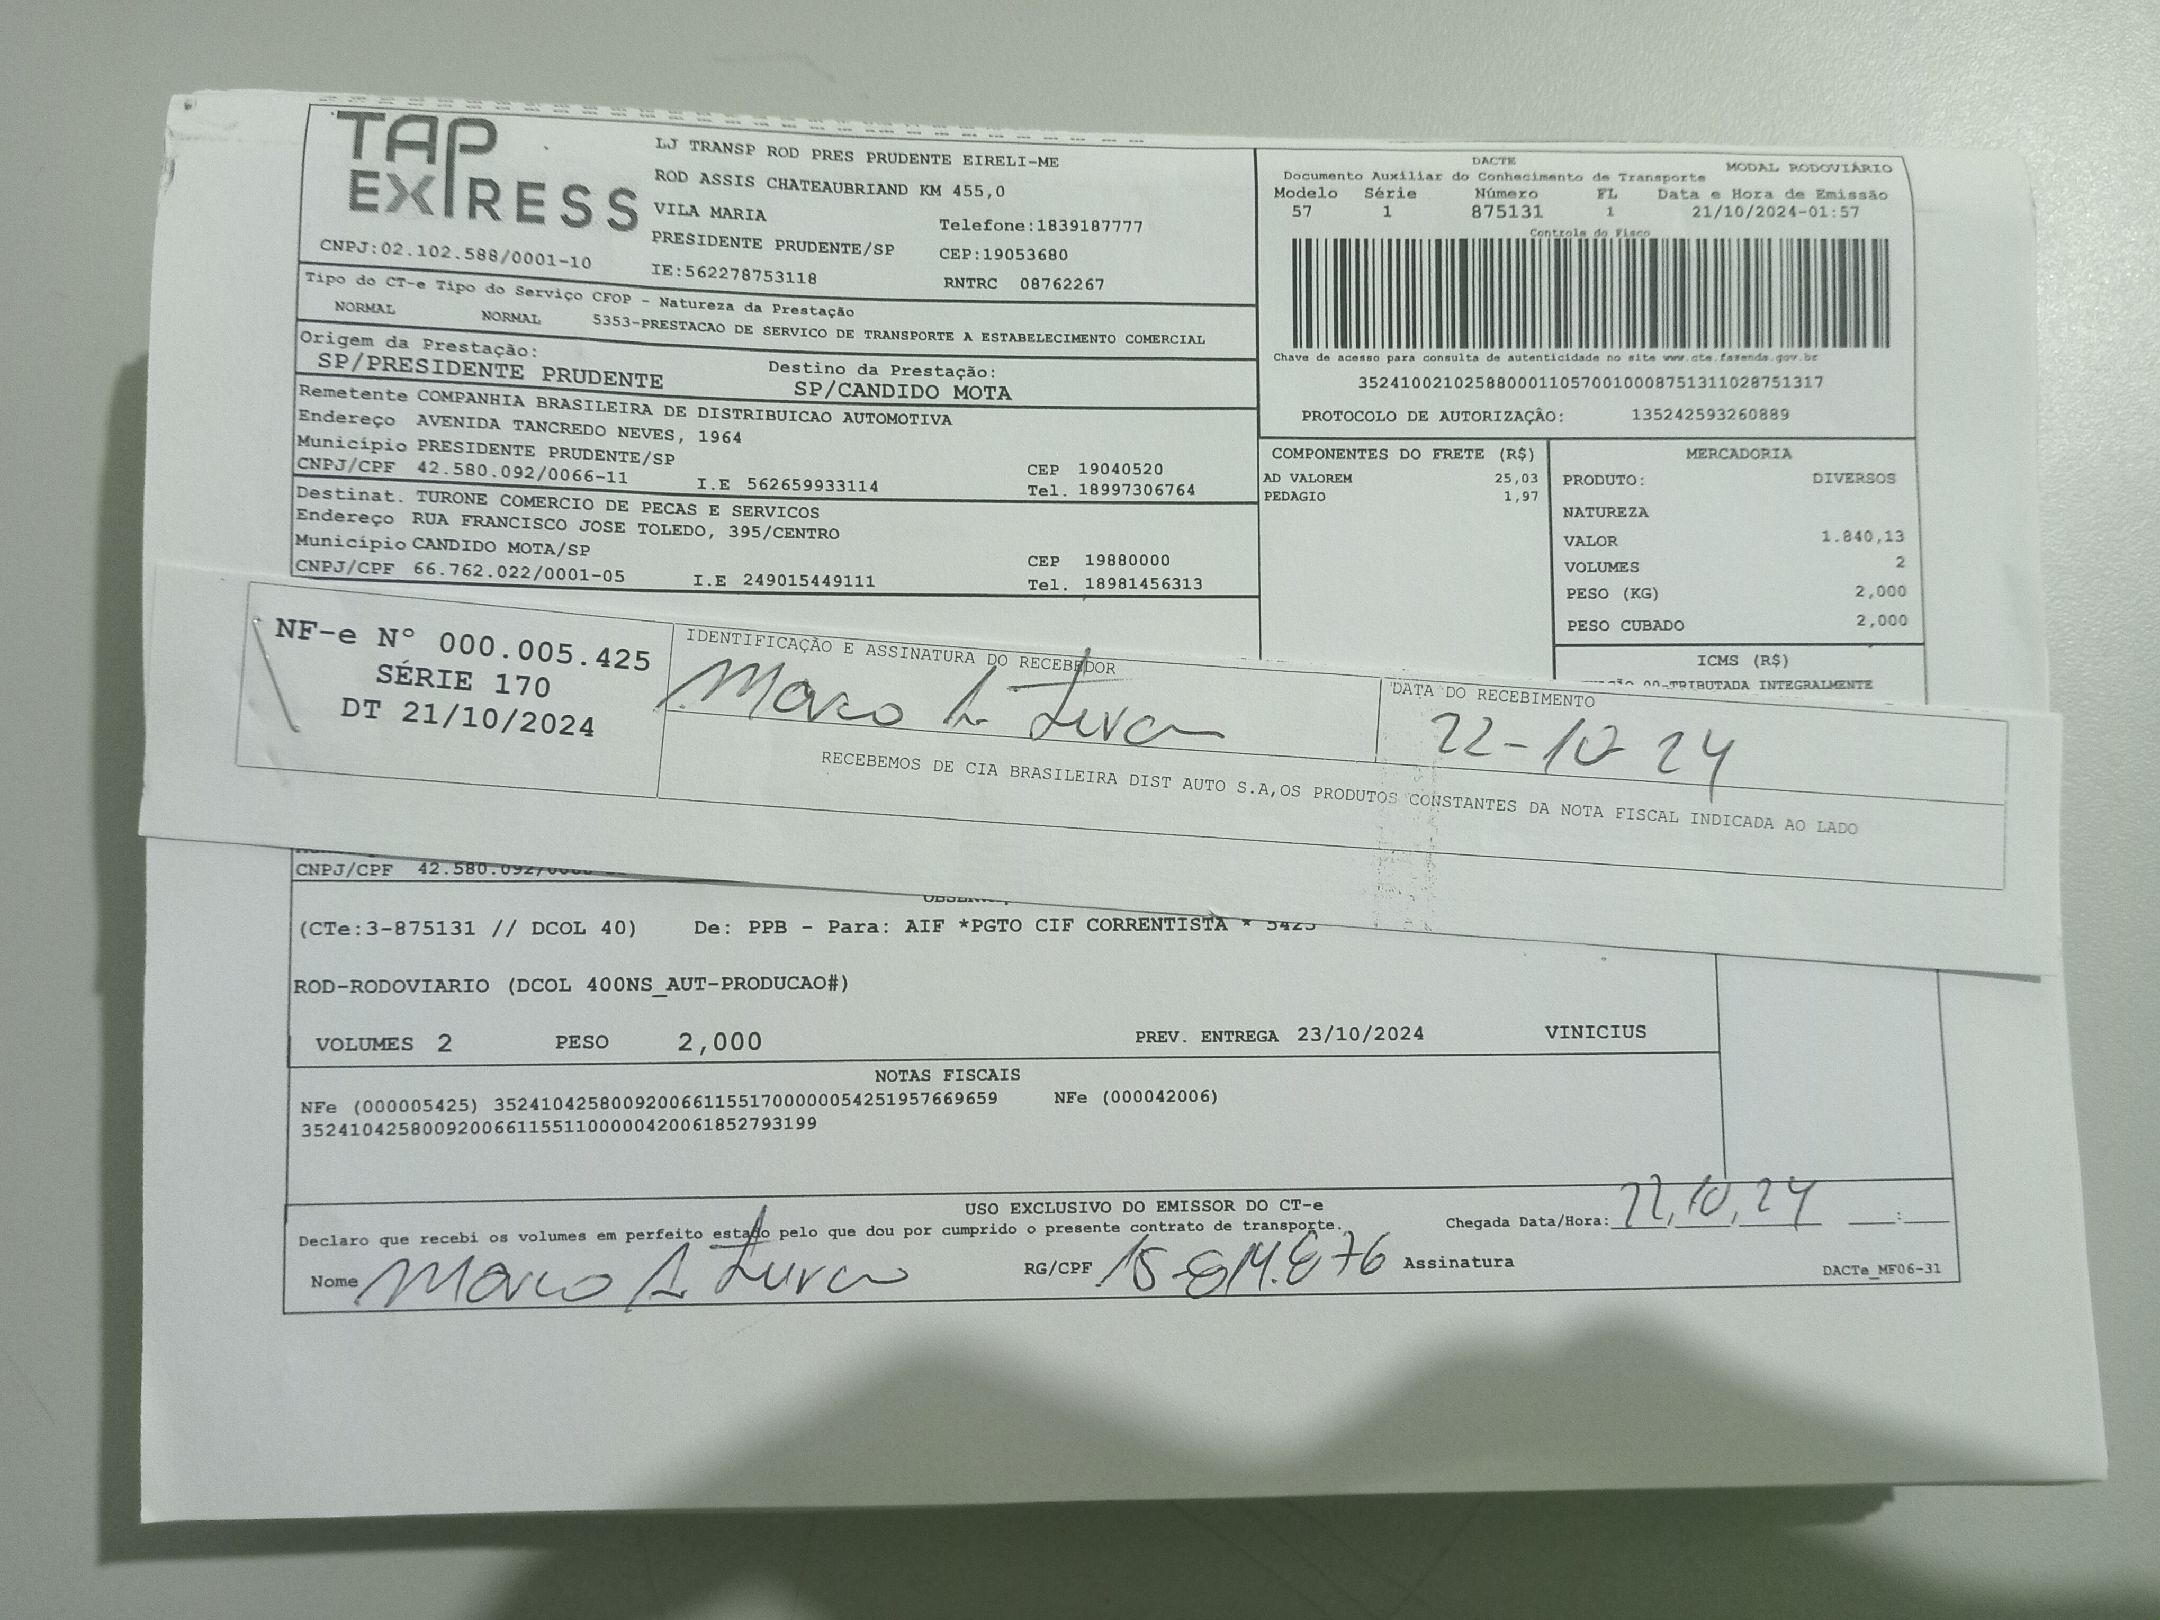 TAP
EXPRESS
CNPJ:02.102.588/0001-10
LJ TRANSP ROD PRES PRUDENTE EIRELI-ME
ROD ASSIS CHATEAUBRIAND KM 455,0
VILA MARIA
Telefone:1839187777
PRESIDENTE PRUDENTE/SP CEP:19053680
IE:562278753118 RNTRC 08762267
DACTE MODAL RODOVIÁRIO
Documento Auxiliar do Conhecimento de Transporte
Modelo Série Número FL Data e Hora de Emissão
57 1 875131 1 21/10/2024-01:57
Controle do Fisco
Chave de acesso para consulta de autenticidade no site www.cte.fazenda.gov.br
35241002102588000110570010008751311028751317
PROTOCOLO DE AUTORIZAÇÃO: 135242593260889
Tipo do CT-e Tipo do Serviço CFOP - Natureza da Prestação
NORMAL NORMAL 5353-PRESTACAO DE SERVICO DE TRANSPORTE A ESTABELECIMENTO COMERCIAL
Origem da Prestação: Destino da Prestação:
SP/PRESIDENTE PRUDENTE SP/CANDIDO MOTA
Remetente COMPANHIA BRASILEIRA DE DISTRIBUICAO AUTOMOTIVA
Endereço AVENIDA TANCREDO NEVES, 1964
Município PRESIDENTE PRUDENTE/SP CEP 19040520
CNPJ/CPF 42.580.092/0066-11 I.E 562659933114 Tel. 18997306764
Destinat. TURONE COMERCIO DE PECAS E SERVICOS
Endereço RUA FRANCISCO JOSE TOLEDO, 395/CENTRO
Município CANDIDO MOTA/SP CEP 19880000
CNPJ/CPF 66.762.022/0001-05 I.E 249015449111 Tel. 18981456313
COMPONENTES DO FRETE (R$)
AD VALOREM 25,03
PEDAGIO 1,97
MERCADORIA
PRODUTO: DIVERSOS
NATUREZA
VALOR 1.840,13
VOLUMES 2
PESO (KG) 2,000
PESO CUBADO 2,000
ICMS (R$)
00-TRIBUTADA INTEGRALMENTE
NF-e Nº 000.005.425
SÉRIE 170
DT 21/10/2024
IDENTIFICAÇÃO E ASSINATURA DO RECEBEDOR
Marco A.
DATA DO RECEBIMENTO
22-10-24
RECEBEMOS DE CIA BRASILEIRA DIST AUTO S.A,OS PRODUTOS CONSTANTES DA NOTA FISCAL INDICADA AO LADO
CNPJ/CPF 42.580.092/
(CTe:3-875131 // DCOL 40) De: PPB - Para: AIF *PGTO CIF CORRENTISTA * 5425
ROD-RODOVIARIO (DCOL 400NS_AUT-PRODUCAO#)
VOLUMES 2 PESO 2,000 PREV. ENTREGA 23/10/2024 VINICIUS
NOTAS FISCAIS
NFe (000005425) 35241042580092006611551700000054251957669659 NFe (000042006)
35241042580092006611551100000420061852793199
USO EXCLUSIVO DO EMISSOR DO CT-e
Declaro que recebi os volumes em perfeito estado pelo que dou por cumprido o presente contrato de transporte.
Chegada Data/Hora: 22,10,24 :
Nome Marco A. RG/CPF Assinatura
DACTe_MF06-31